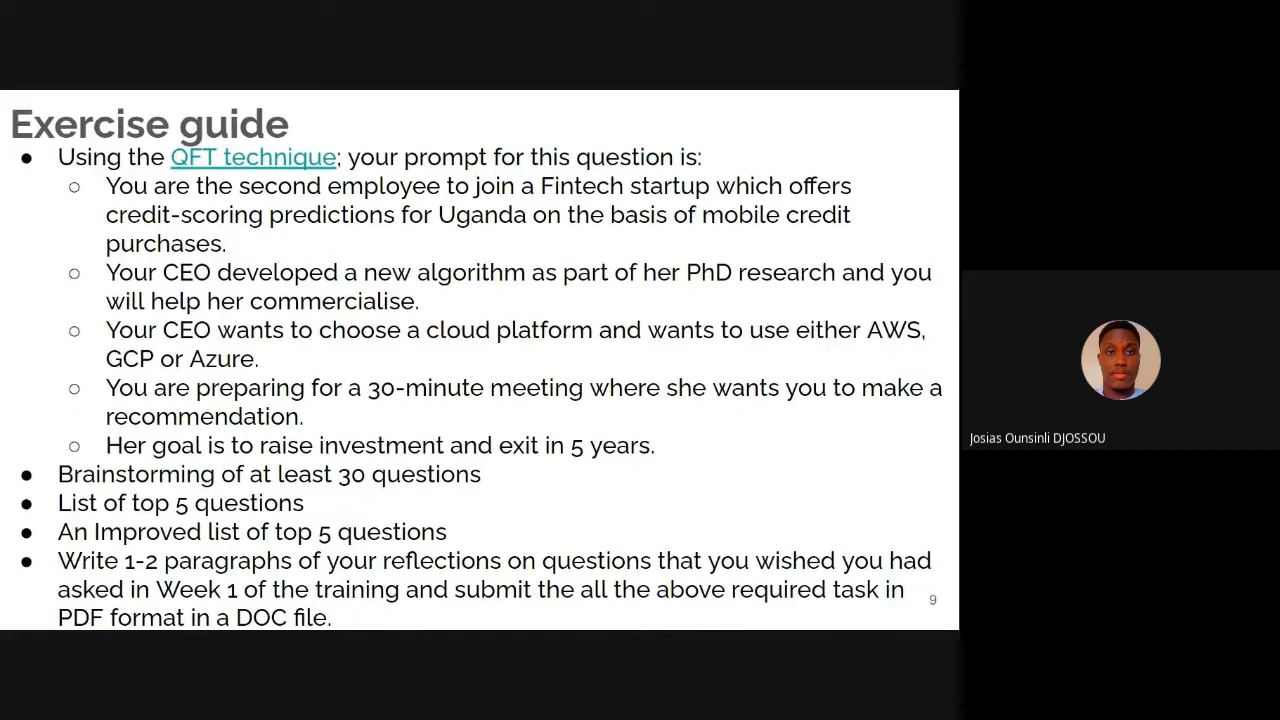 Exercise guide
● Using the QFT technique; your prompt for this question is:
○ You are the second employee to join a Fintech startup which offers
credit-scoring predictions for Uganda on the basis of mobile credit
purchases.
○ Your CEO developed a new algorithm as part of her PhD research and you
will help her commercialise.
○ Your CEO wants to choose a cloud platform and wants to use either AWS,
GCP or Azure.
○ You are preparing for a 30-minute meeting where she wants you to make a
recommendation.
○ Her goal is to raise investment and exit in 5 years.
● Brainstorming of at least 30 questions
● List of top 5 questions
● An Improved list of top 5 questions
● Write 1-2 paragraphs of your reflections on questions that you wished you had
asked in Week 1 of the training and submit the all the above required task in
PDF format in a DOC file.
9
Josias Ounsinli DJOSSOU